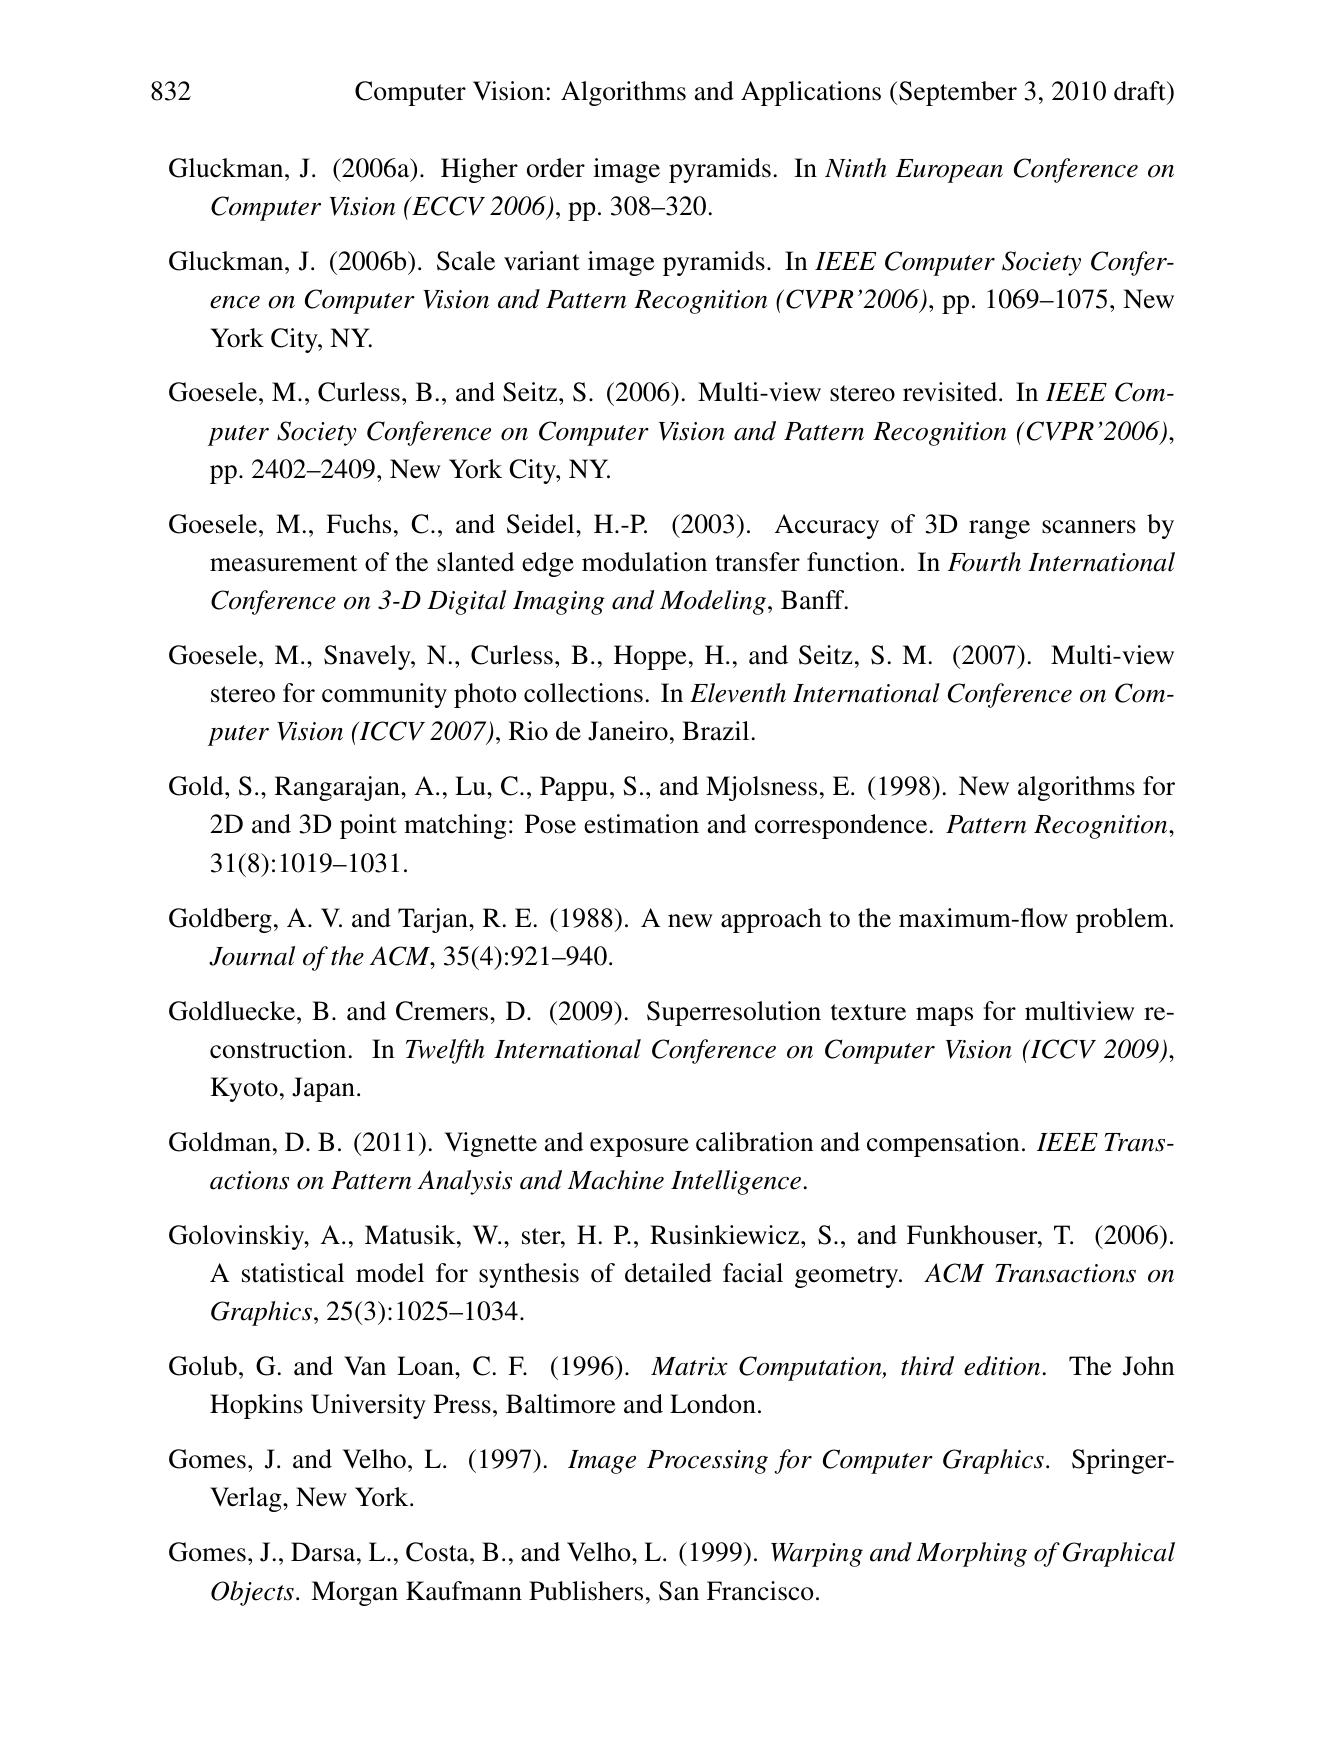 832 Computer Vision: Algorithms and Applications (September 3, 2010 draft)
Gluckman, J. (2006a). Higher order image pyramids. In Ninth European Conference on
Computer Vision (ECCV 2006), pp. 308–320.
Gluckman, J. (2006b). Scale variant image pyramids. In IEEE Computer Society Confer-
ence on Computer Vision and Pattern Recognition (CVPR’2006), pp. 1069–1075, New
York City, NY.
Goesele, M., Curless, B., and Seitz, S. (2006). Multi-view stereo revisited. In IEEE Com-
puter Society Conference on Computer Vision and Pattern Recognition (CVPR’2006),
pp. 2402–2409, New York City, NY.
Goesele, M., Fuchs, C., and Seidel, H.-P. (2003). Accuracy of 3D range scanners by
measurement of the slanted edge modulation transfer function. In Fourth International
Conference on 3-D Digital Imaging and Modeling, Banff.
Goesele, M., Snavely, N., Curless, B., Hoppe, H., and Seitz, S. M. (2007). Multi-view
stereo for community photo collections. In Eleventh International Conference on Com-
puter Vision (ICCV 2007), Rio de Janeiro, Brazil.
Gold, S., Rangarajan, A., Lu, C., Pappu, S., and Mjolsness, E. (1998). New algorithms for
2D and 3D point matching: Pose estimation and correspondence. Pattern Recognition,
31(8):1019–1031.
Goldberg, A. V. and Tarjan, R. E. (1988). A new approach to the maximum-flow problem.
Journal of the ACM, 35(4):921–940.
Goldluecke, B. and Cremers, D. (2009). Superresolution texture maps for multiview re-
construction. In Twelfth International Conference on Computer Vision (ICCV 2009),
Kyoto, Japan.
Goldman, D. B. (2011). Vignette and exposure calibration and compensation. IEEE Trans-
actions on Pattern Analysis and Machine Intelligence.
Golovinskiy, A., Matusik, W., ster, H. P., Rusinkiewicz, S., and Funkhouser, T. (2006).
A statistical model for synthesis of detailed facial geometry. ACM Transactions on
Graphics, 25(3):1025–1034.
Golub, G. and Van Loan, C. F. (1996). Matrix Computation, third edition. The John
Hopkins University Press, Baltimore and London.
Gomes, J. and Velho, L. (1997). Image Processing for Computer Graphics. Springer-
Verlag, New York.
Gomes, J., Darsa, L., Costa, B., and Velho, L. (1999). Warping and Morphing of Graphical
Objects. Morgan Kaufmann Publishers, San Francisco.